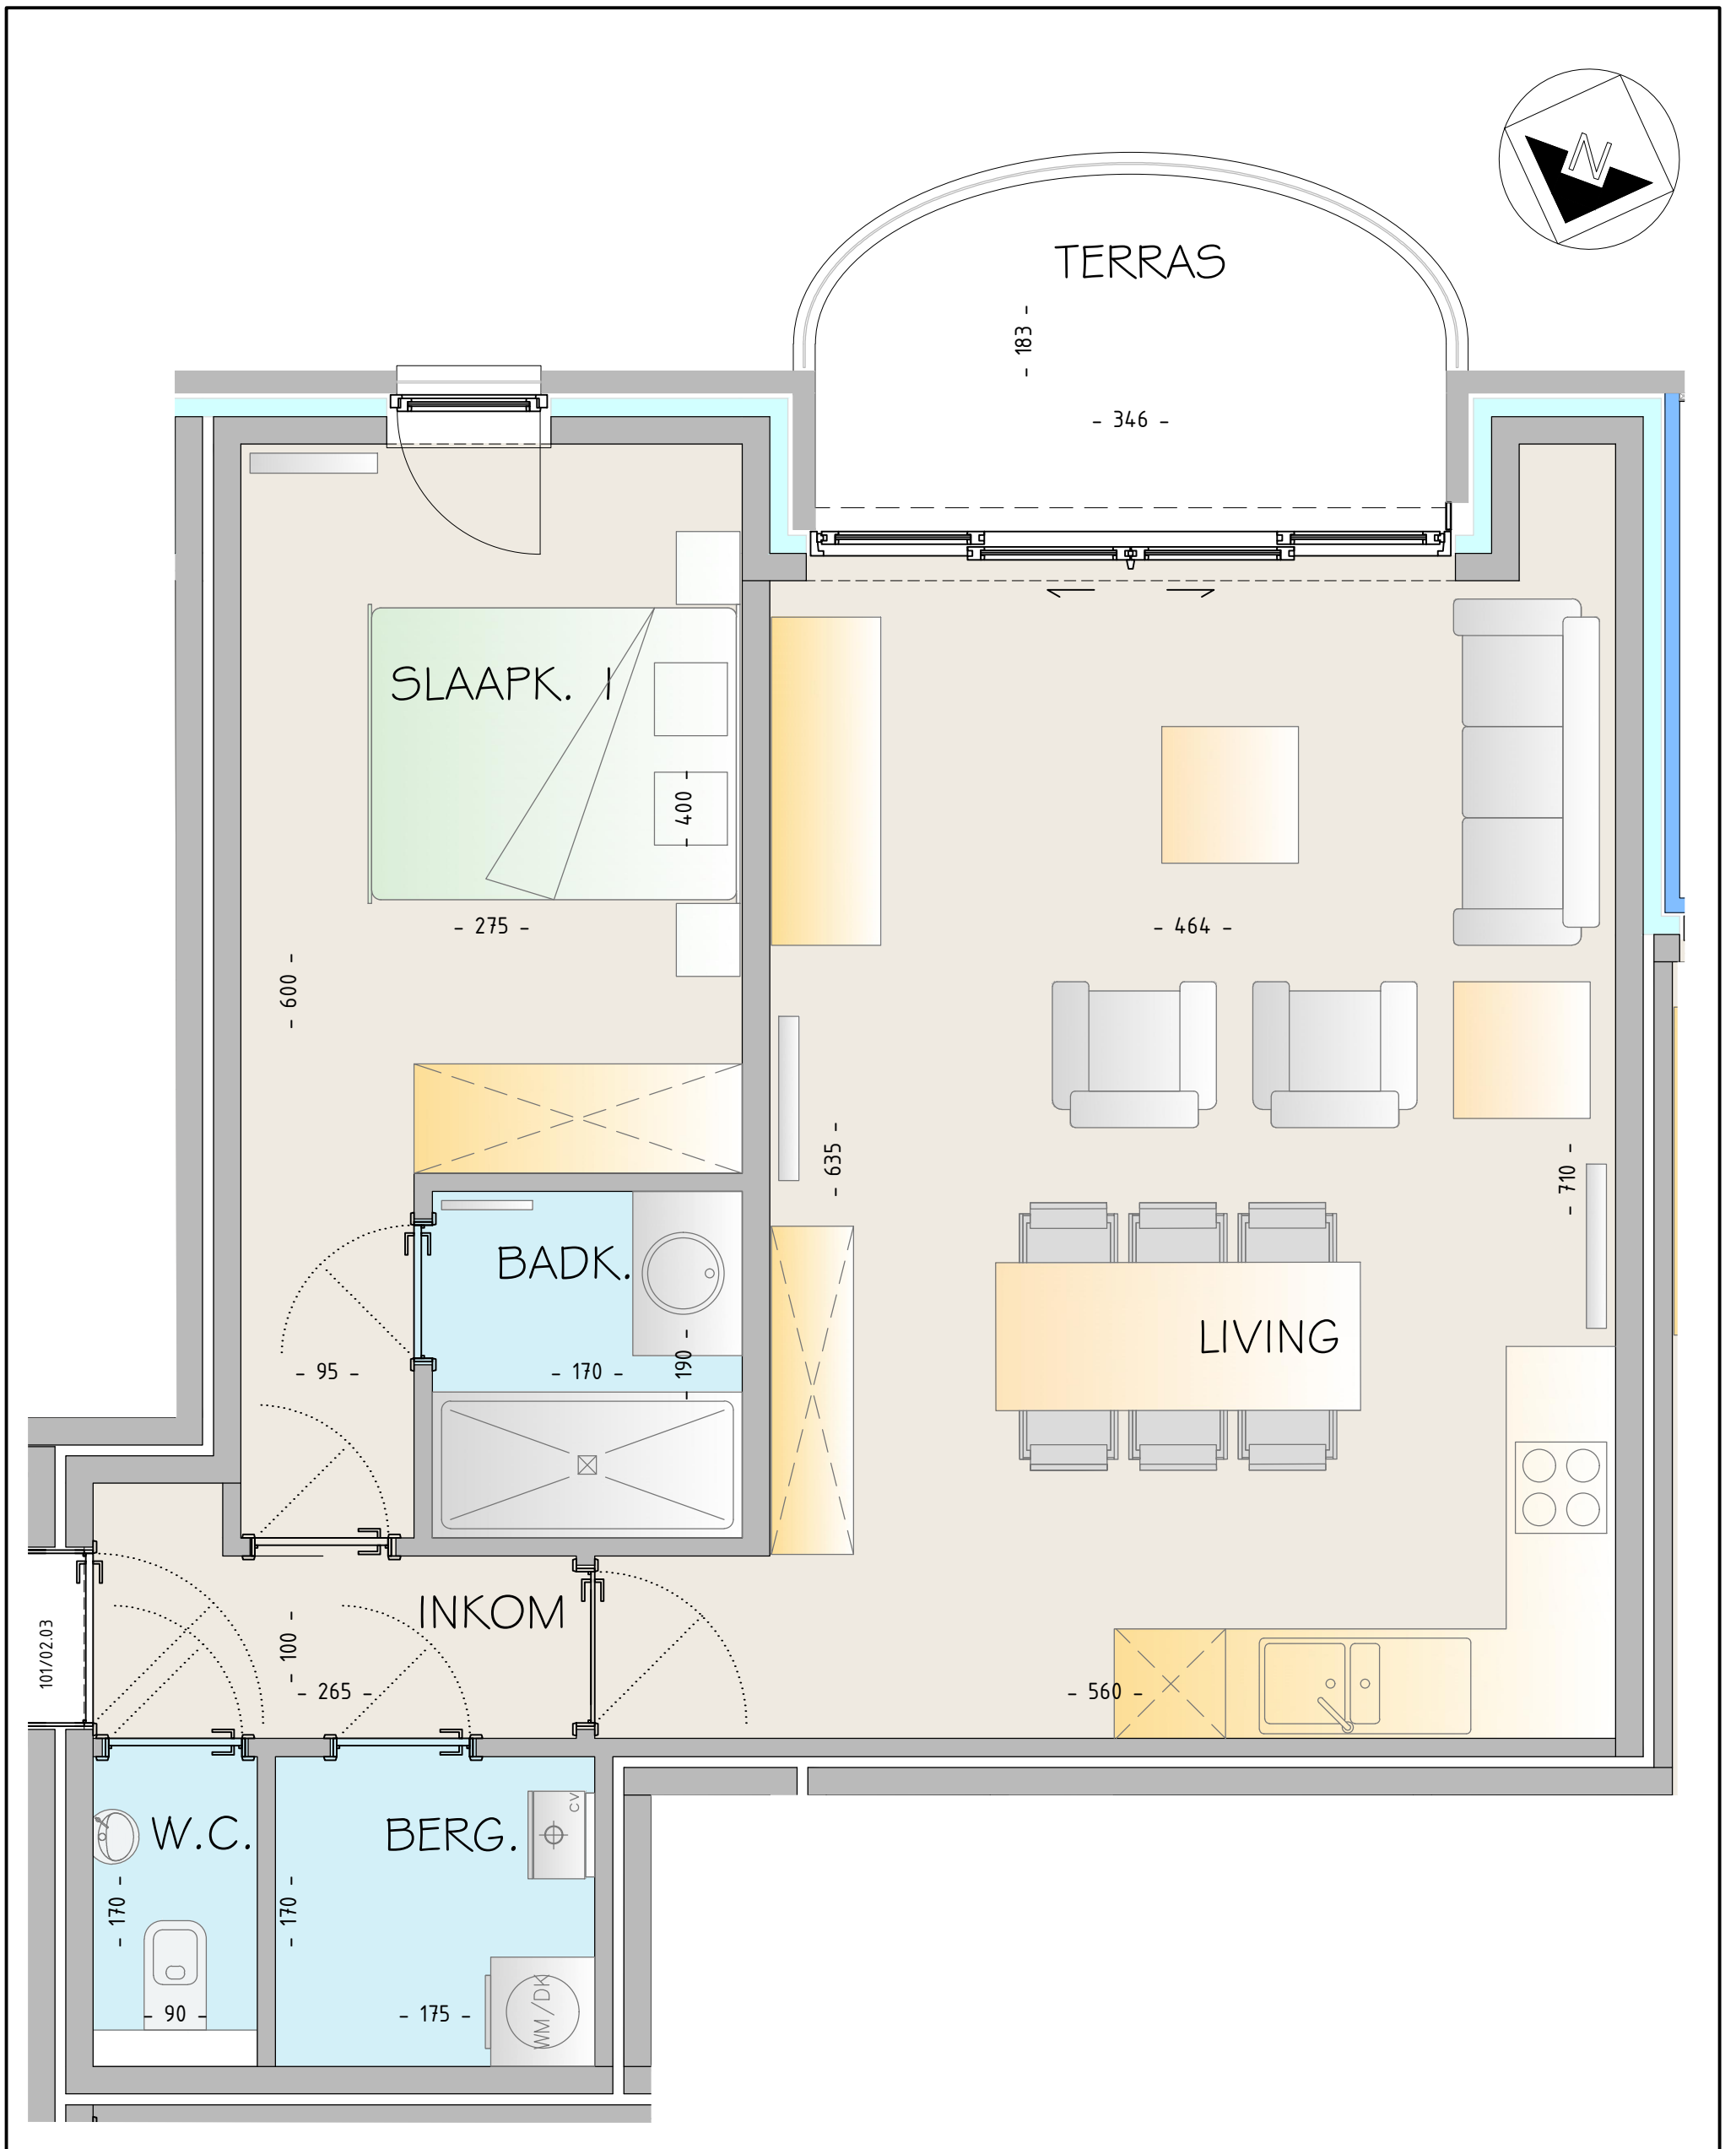 N
TERRAS
- 183 -
- 346 -
SLAAPK. 1
- 400 -
- 275 -
- 464 -
- 600 -
- 635 -
- 710 -
BADK.
LIVING
- 95 -
- 170 -
- 190 -
INKOM
101/02.03
- 100 -
- 265 -
- 560 -
CV
W.C.
BERG.
- 170 -
- 170 -
WM/DK
- 90 -
- 175 -